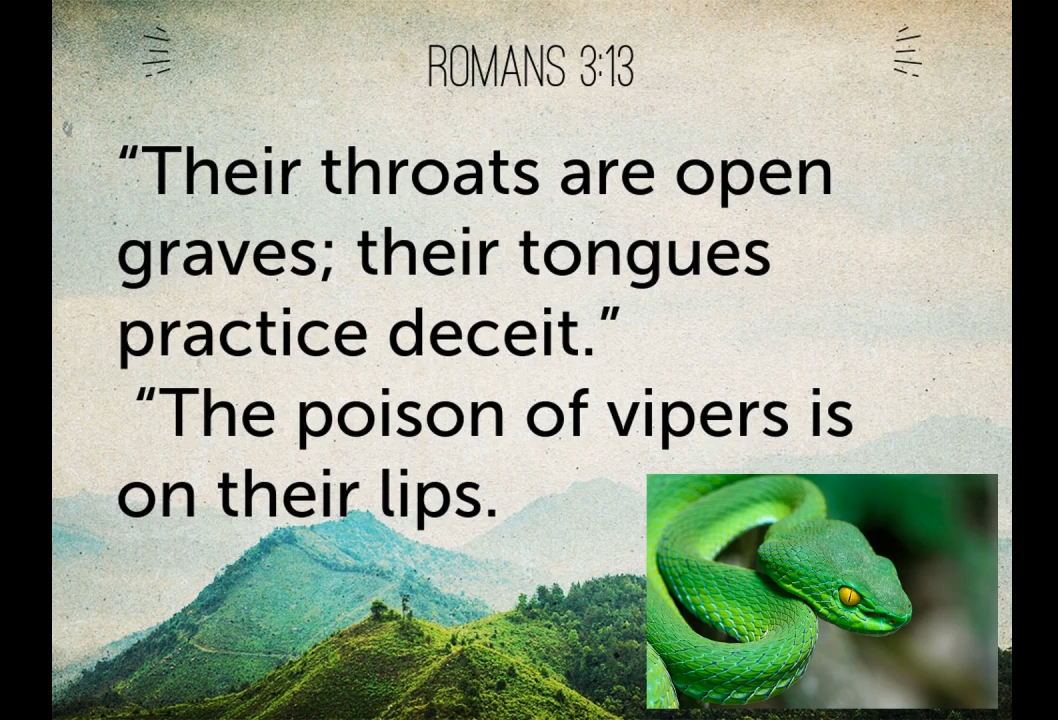 ROMANS 3:13
“Their throats are open
graves; their tongues
practice deceit.”
“The poison of vipers is
on their lips.